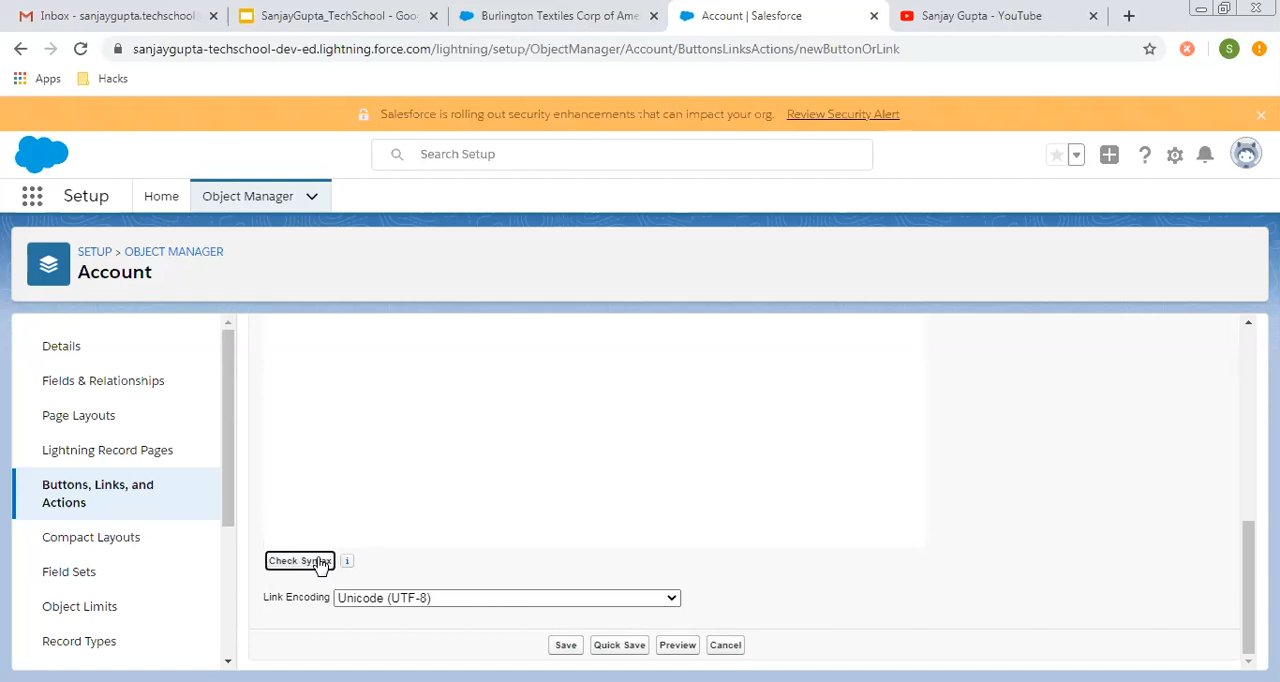 Inbox - sanjaygupta.techschool
SanjayGupta_TechSchool - Goo
Burlington Textiles Corp of Ame
Account | Salesforce
Sanjay Gupta - YouTube
sanjaygupta-techschool-dev-ed.lightning.force.com/lightning/setup/ObjectManager/Account/ButtonsLinksActions/newButtonOrLink
S
Apps
Hacks
Salesforce is rolling out security enhancements that can impact your org. Review Security Alert
Search Setup
Setup
Home
Object Manager
SETUP > OBJECT MANAGER
Account
Details
Fields & Relationships
Page Layouts
Lightning Record Pages
Buttons, Links, and
Actions
Compact Layouts
Field Sets
Object Limits
Record Types
Check Syntax
i
Link Encoding
Unicode (UTF-8)
Save
Quick Save
Preview
Cancel